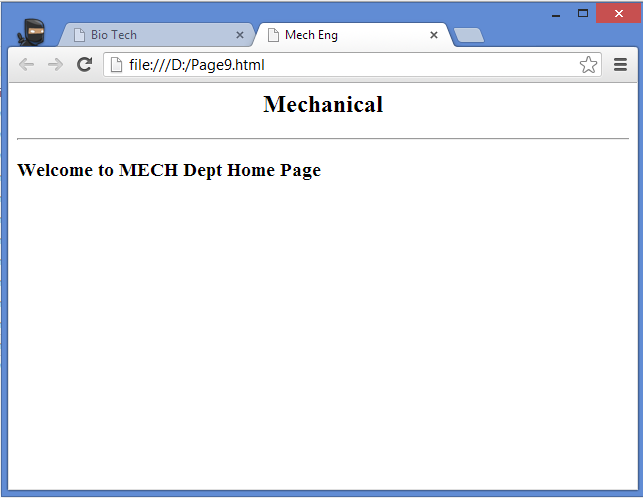 Bio Tech
Mech Eng
file:///D:/Page9.html
Mechanical
Welcome to MECH Dept Home Page